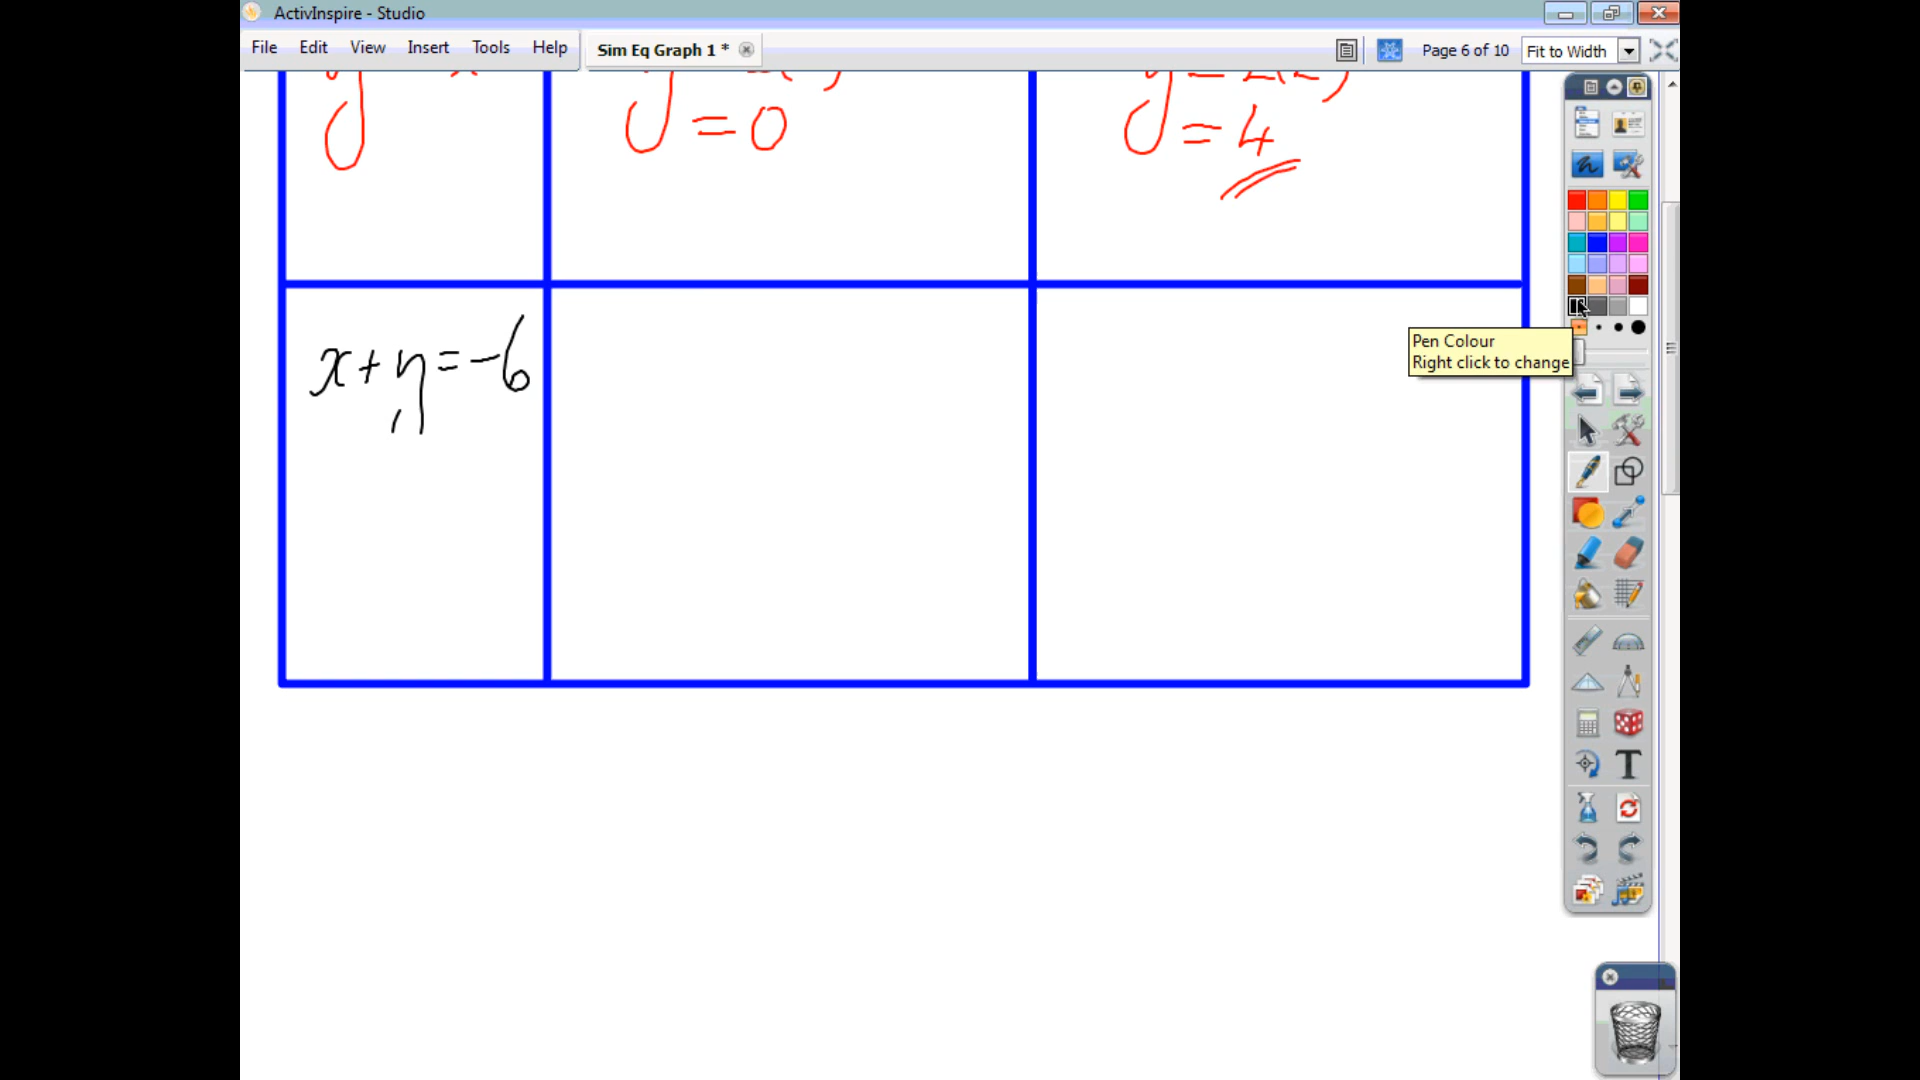 ActivInspire - Studio
File Edit View Insert Tools Help
Sim Eq Graph 1 *
Page 6 of 10
Fit to Width
y = 0
y = 4
x + y = -6
Pen Colour
Right click to change